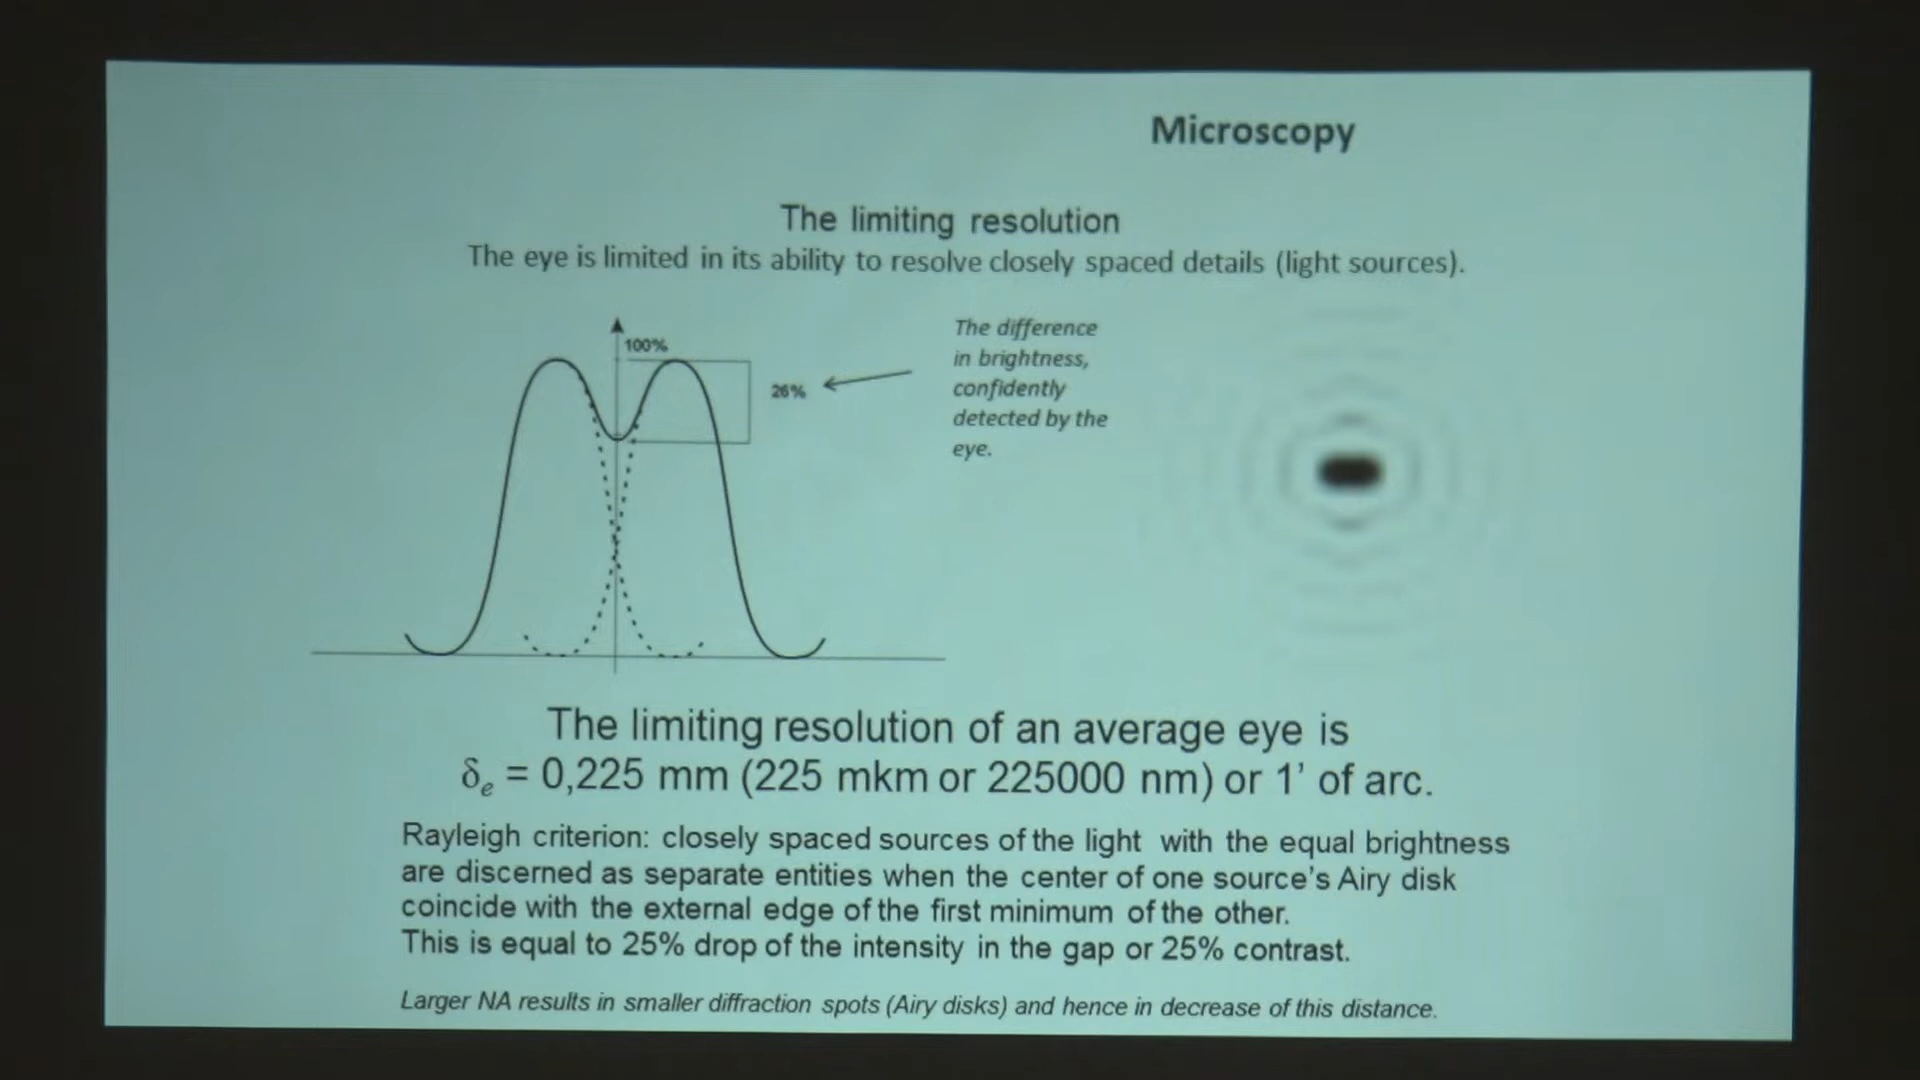 Microscopy
The limiting resolution
The eye is limited in its ability to resolve closely spaced details (light sources).
100%
26%
The difference
in brightness,
confidently
detected by the
eye.
The limiting resolution of an average eye is
δe = 0,225 mm (225 mkm or 225000 nm) or 1’ of arc.
Rayleigh criterion: closely spaced sources of the light with the equal brightness
are discerned as separate entities when the center of one source’s Airy disk
coincide with the external edge of the first minimum of the other.
This is equal to 25% drop of the intensity in the gap or 25% contrast.
Larger NA results in smaller diffraction spots (Airy disks) and hence in decrease of this distance.